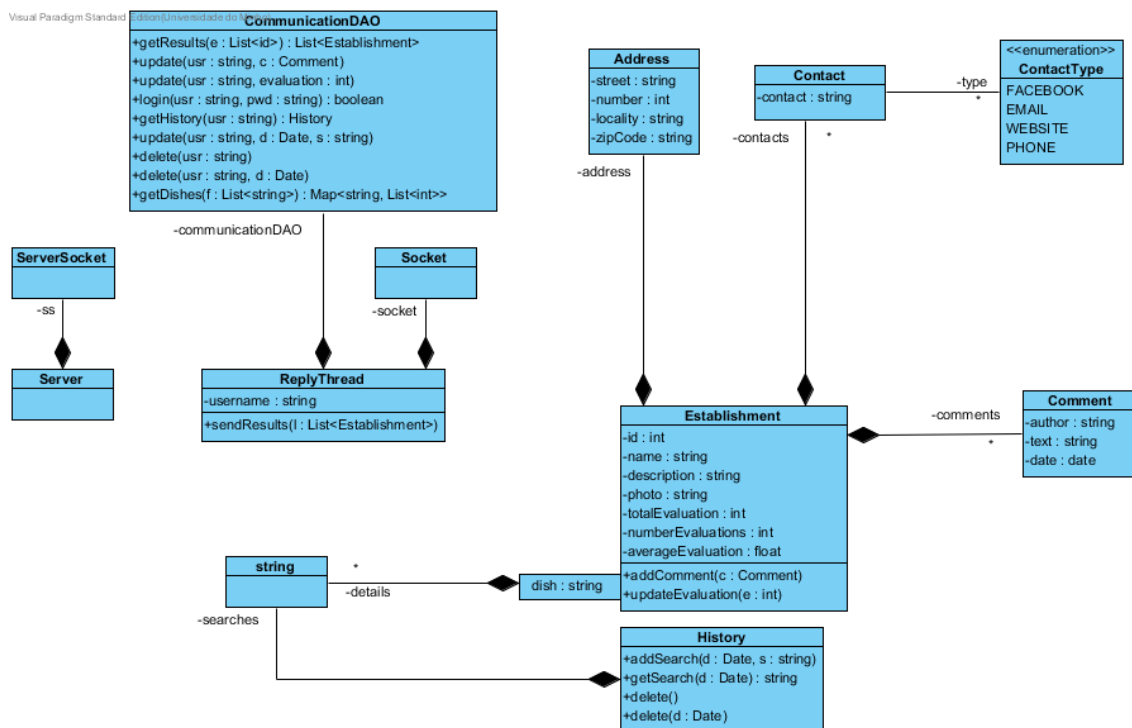 Visual Paradigm Standard Edition(Universidade do Minho)
CommunicationDAO
+getResults(e : List<id>) : List<Establishment>
+update(usr : string, c : Comment)
+update(usr : string, evaluation : int)
+login(usr : string, pwd : string) : boolean
+getHistory(usr : string) : History
+update(usr : string, d : Date, s : string)
+delete(usr : string)
+delete(usr : string, d : Date)
+getDishes(f : List<string>) : Map<string, List<int>>
-communicationDAO
Address
-street : string
-number : int
-locality : string
-zipCode : string
-address
Contact
-contact : string
-contacts
*
-type
*
<<enumeration>>
ContactType
FACEBOOK
EMAIL
WEBSITE
PHONE
ServerSocket
-ss
Server
Socket
-socket
ReplyThread
-username : string
+sendResults(l : List<Establishment>)
Establishment
-id : int
-name : string
-description : string
-photo : string
-totalEvaluation : int
-numberEvaluations : int
-averageEvaluation : float
+addComment(c : Comment)
+updateEvaluation(e : int)
-comments
*
Comment
-author : string
-text : string
-date : date
string
*
-details
dish : string
-searches
History
+addSearch(d : Date, s : string)
+getSearch(d : Date) : string
+delete()
+delete(d : Date)